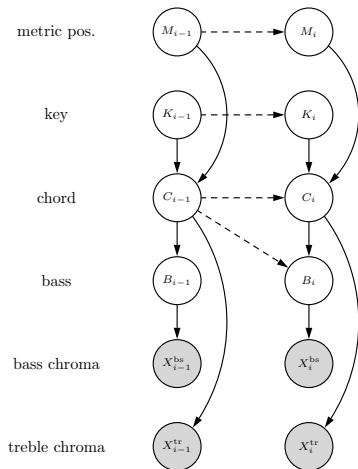 metric pos. M_{i−1} M_i
key K_{i−1} K_i
chord C_{i−1} C_i
bass B_{i−1} B_i
bass chroma X^{bs}_{i−1} X^{bs}_i
treble chroma X^{tr}_{i−1} X^{tr}_i